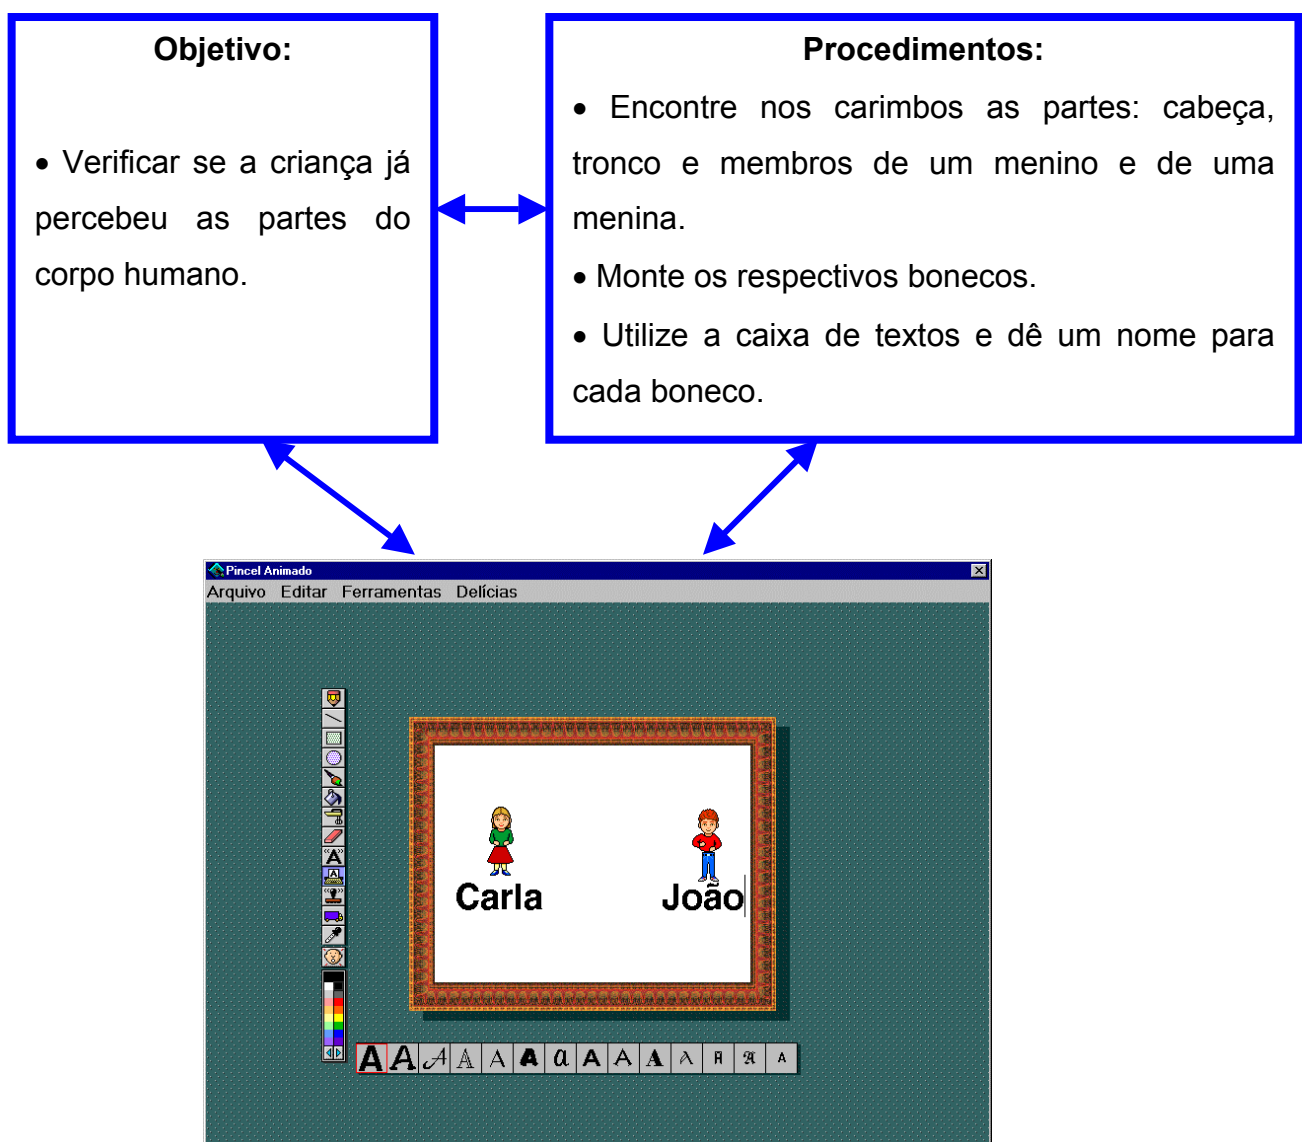 Objetivo:
• Verificar se a criança já
percebeu as partes do
corpo humano.
Procedimentos:
• Encontre nos carimbos as partes: cabeça,
tronco e membros de um menino e de uma
menina.
• Monte os respectivos bonecos.
• Utilize a caixa de textos e dê um nome para
cada boneco.
Pincel Animado
Arquivo Editar Ferramentas Delícias
"A"
A
Carla
João
A A A A A A a A A A A A A A